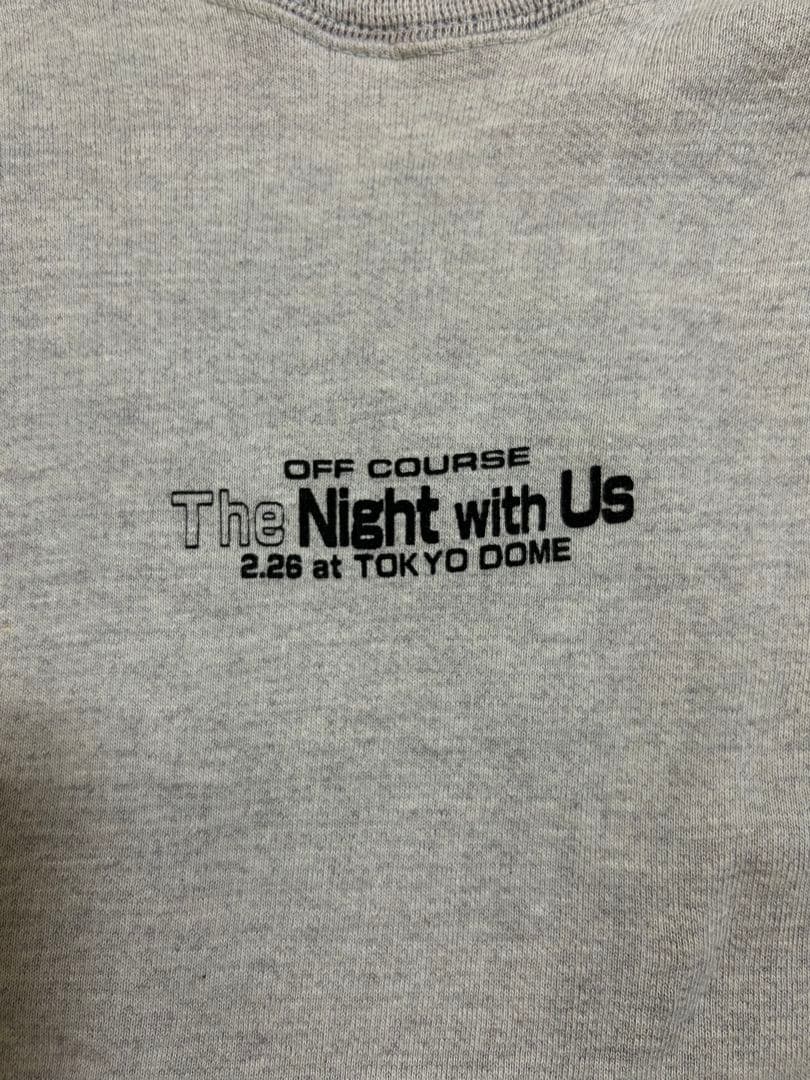 OFF COURSE
The Night with Us
2.26 at TOKYO DOME